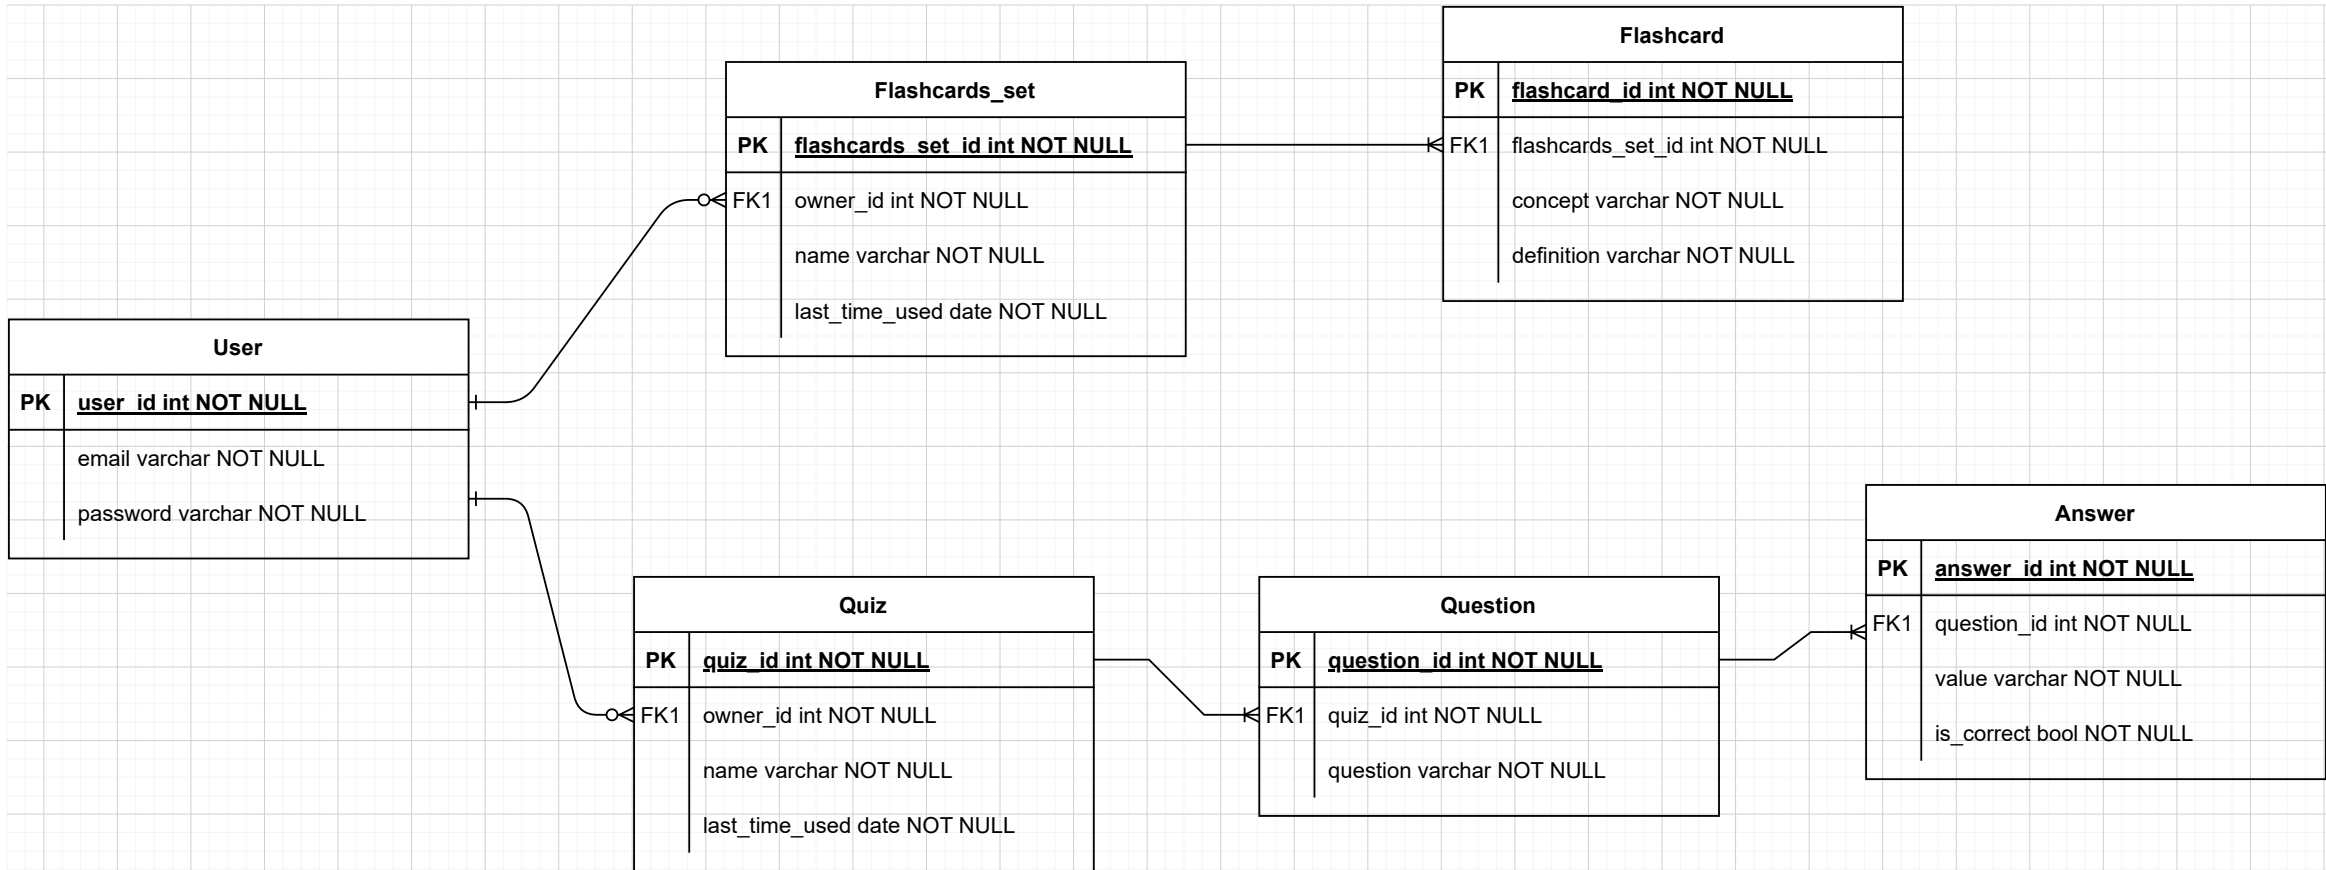 Flashcard
PK flashcard_id int NOT NULL
FK1 flashcards_set_id int NOT NULL
concept varchar NOT NULL
definition varchar NOT NULL
Flashcards_set
PK flashcards_set_id int NOT NULL
FK1 owner_id int NOT NULL
name varchar NOT NULL
last_time_used date NOT NULL
User
PK user_id int NOT NULL
email varchar NOT NULL
password varchar NOT NULL
Answer
PK answer_id int NOT NULL
FK1 question_id int NOT NULL
value varchar NOT NULL
is_correct bool NOT NULL
Quiz
PK quiz_id int NOT NULL
FK1 owner_id int NOT NULL
name varchar NOT NULL
last_time_used date NOT NULL
Question
PK question_id int NOT NULL
FK1 quiz_id int NOT NULL
question varchar NOT NULL